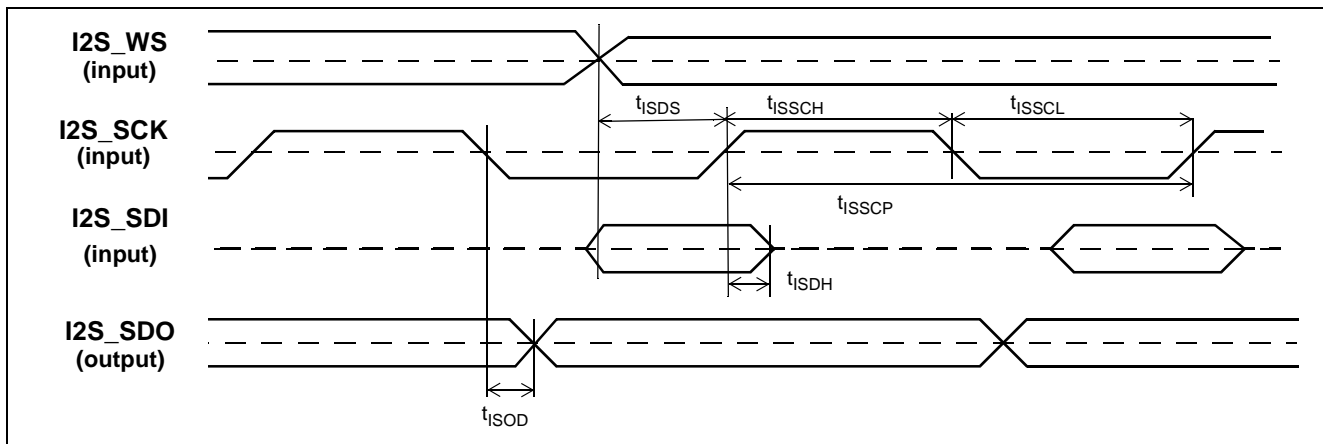 I2S_WS
(input)
tISDS
tISSCH
tISSCL
I2S_SCK
(input)
tISSCP
I2S_SDI
(input)
tISDH
I2S_SDO
(output)
tISOD